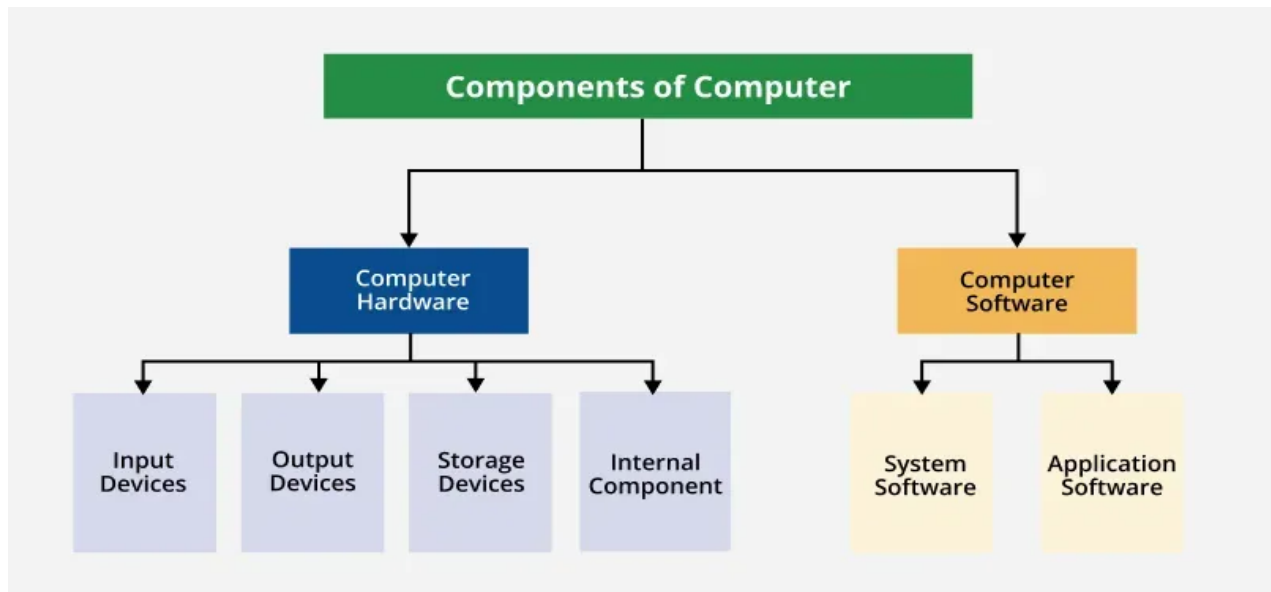 Components of Computer
Computer
Hardware
Computer
Software
Input
Devices
Output
Devices
Storage
Devices
Internal
Component
System
Software
Application
Software